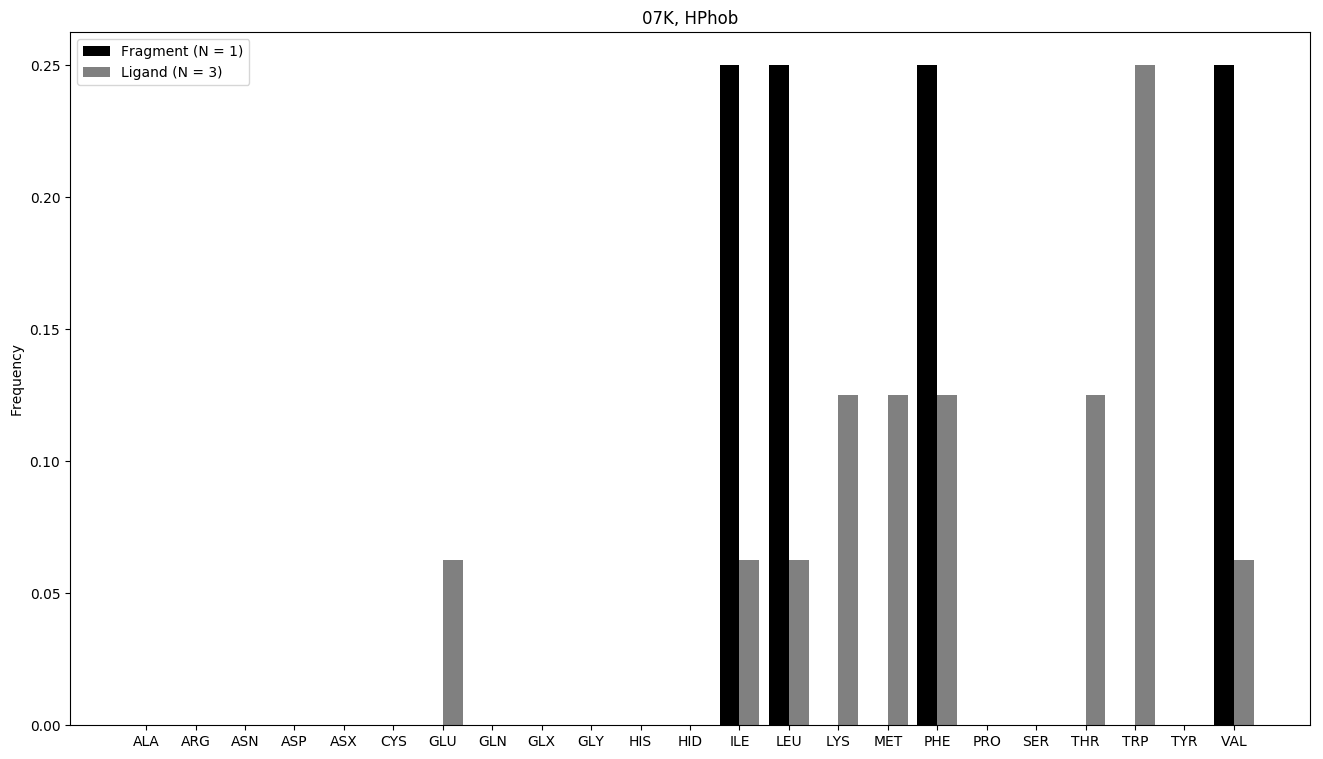 07K, HPhob
Fragment (N = 1)
Ligand (N = 3)
Frequency
0.25
0.20
0.15
0.10
0.05
0.00
ALA ARG ASN ASP ASX CYS GLU GLN GLX GLY HIS HID ILE LEU LYS MET PHE PRO SER THR TRP TYR VAL